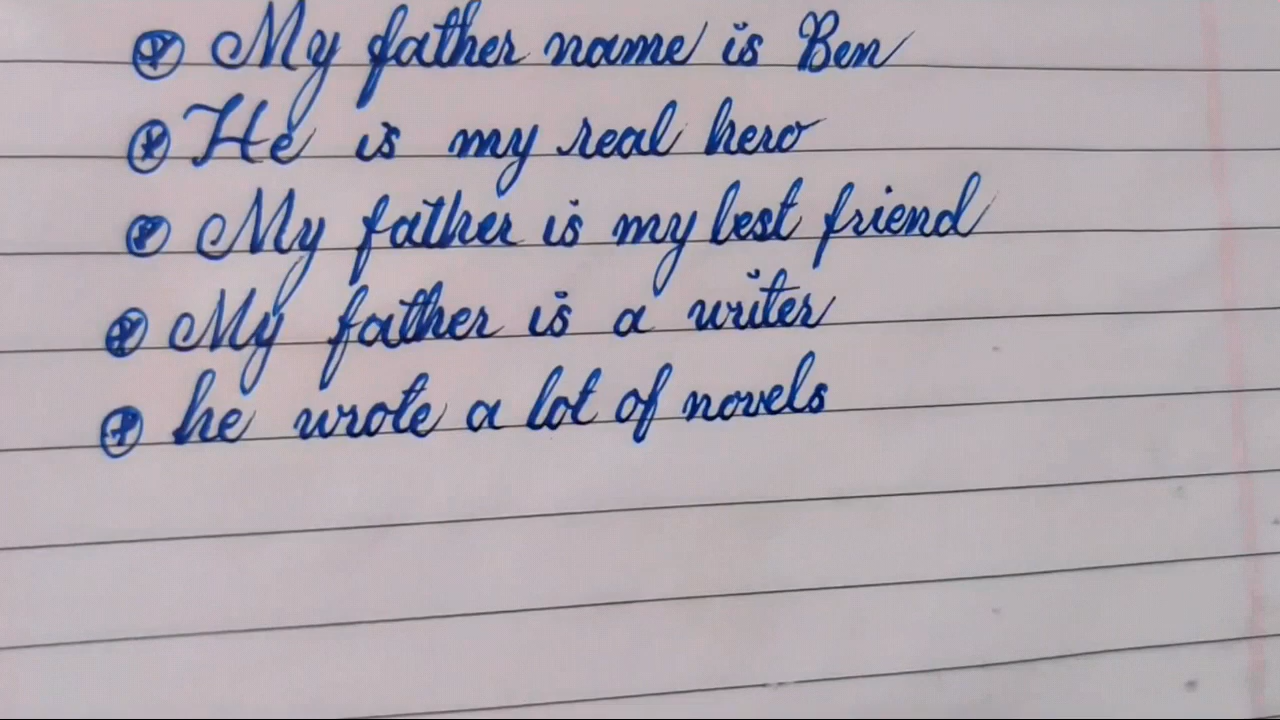 My father name is Ben
He is my real hero
My father is my best friend
My father is a writer
he wrote a lot of novels